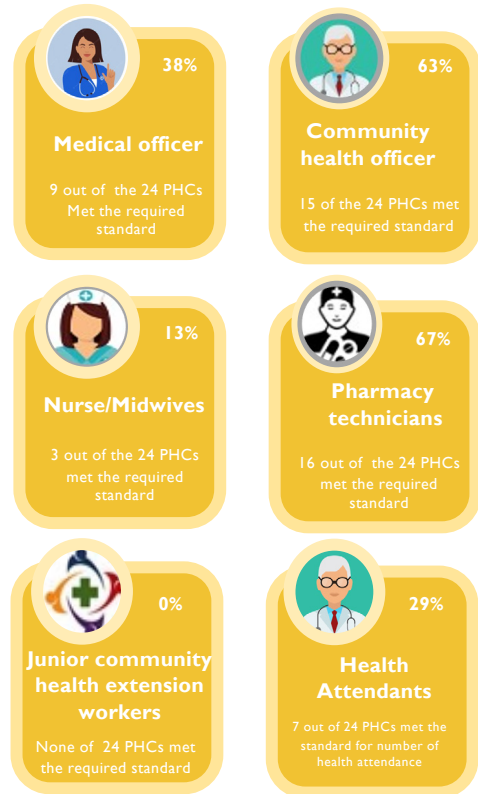 38%
Medical officer
9 out of the 24 PHCs
Met the required
standard
63%
Community
health officer
15 of the 24 PHCs met
the required standard
13%
Nurse/Midwives
3 out of the 24 PHCs
met the required
standard
67%
Pharmacy
technicians
16 out of the 24 PHCs
met the required
standard
0%
Junior community
health extension
workers
None of 24 PHCs met
the required standard
29%
Health
Attendants
7 out of 24 PHCs met the
standard for number of
health attendance